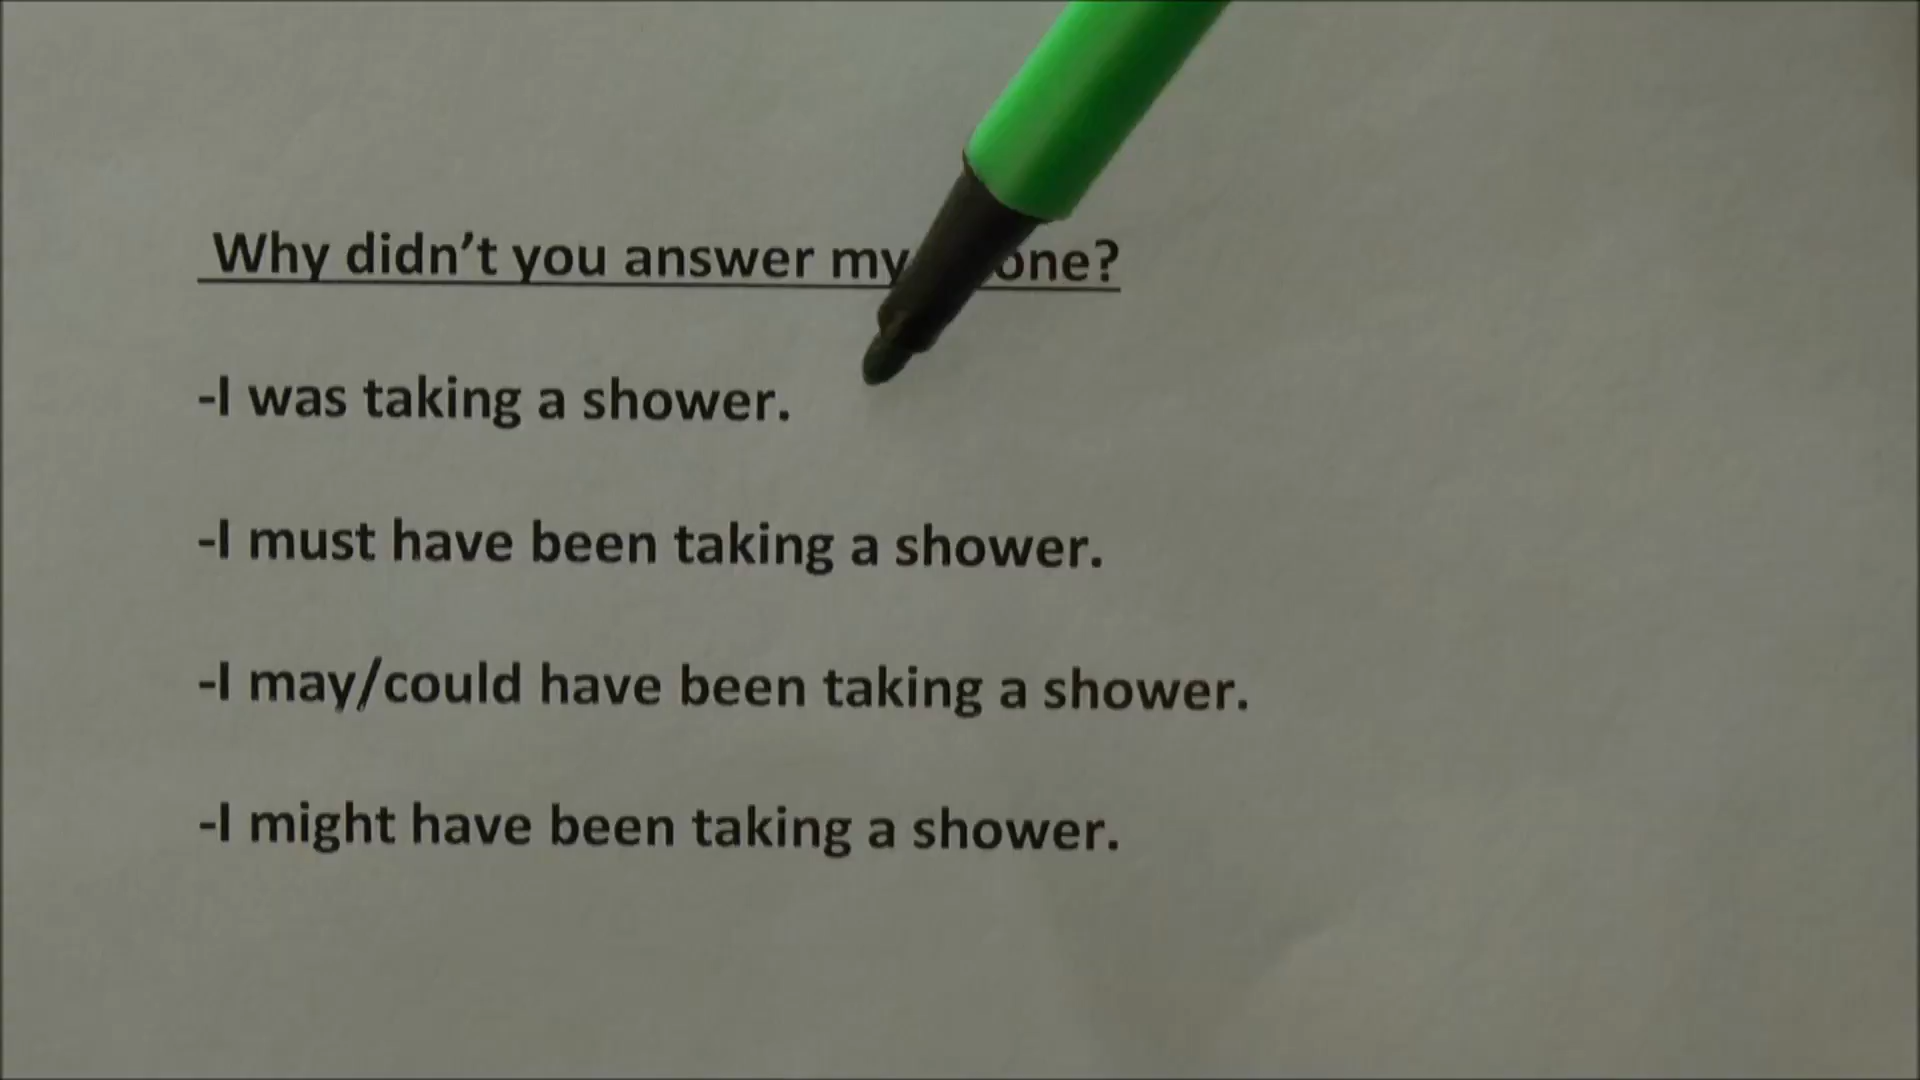 Why didn't you answer my one?
-I was taking a shower.
-I must have been taking a shower.
-I may/could have been taking a shower.
-I might have been taking a shower.